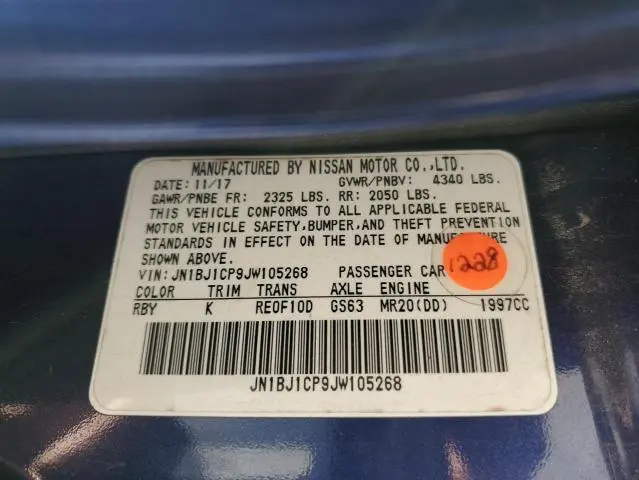 MANUFACTURED BY NISSAN MOTOR CO.,LTD.
DATE: 11/17 GVWR/PNBV: 4340 LBS.
GAWR/PNBE FR: 2325 LBS. RR: 2050 LBS.
THIS VEHICLE CONFORMS TO ALL APPLICABLE FEDERAL
MOTOR VEHICLE SAFETY,BUMPER,AND THEFT PREVENTION
STANDARDS IN EFFECT ON THE DATE OF MANUFACTURE
SHOWN ABOVE.
VIN: JN1BJ1CP9JW105268 PASSENGER CAR
1228
COLOR TRIM TRANS AXLE ENGINE
RBY K RE0F10D GS63 MR20(DD) 1997CC
JN1BJ1CP9JW105268